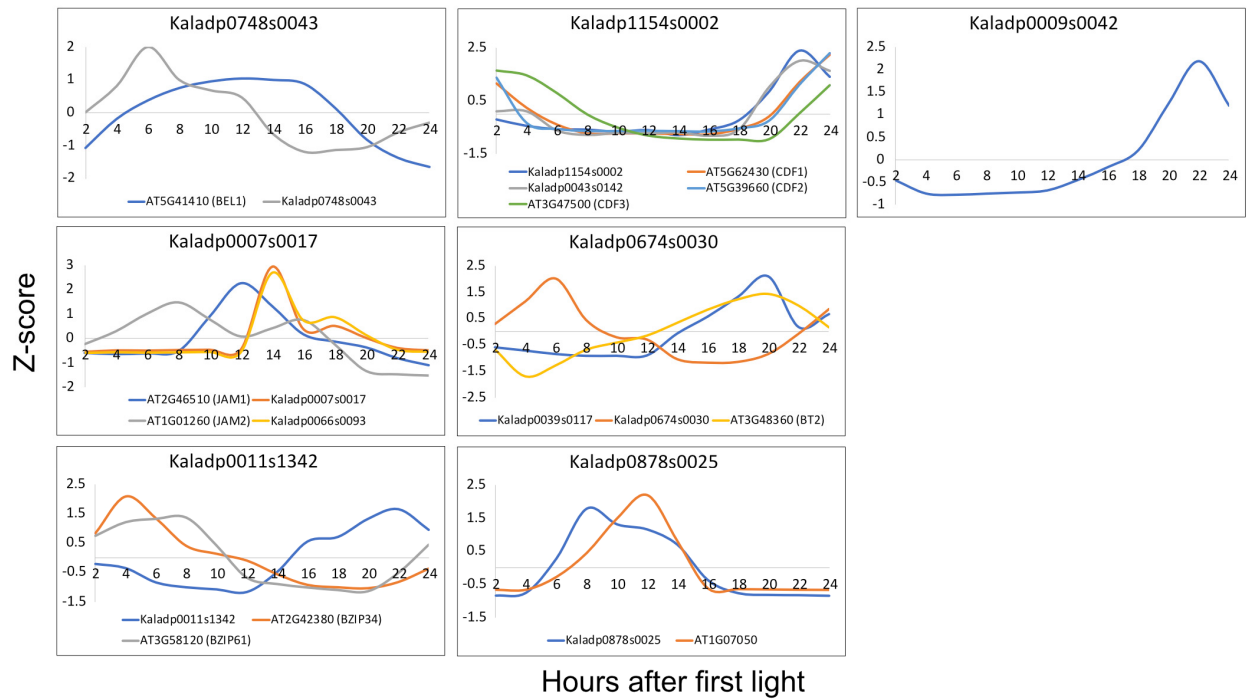 Kaladp0748s0043
2
1
0
-1
-2
2 4 6 8 10 12 14 16 18 20 22 24
AT5G41410 (BEL1) Kaladp0748s0043
Kaladp1154s0002
2.5
0.5
-1.5
2 4 6 8 10 12 14 16 18 20 22 24
Kaladp1154s0002 AT5G62430 (CDF1)
Kaladp0043s0142 AT5G39660 (CDF2)
AT3G47500 (CDF3)
Kaladp0009s0042
2.5
2
1.5
1
0.5
0
-0.5
-1
2 4 6 8 10 12 14 16 18 20 22 24
Z-score
Kaladp0007s0017
3
2
1
0
-1
-2
2 4 6 8 10 12 14 16 18 20 22 24
AT2G46510 (JAM1) Kaladp0007s0017
AT1G01260 (JAM2) Kaladp0066s0093
Kaladp0674s0030
2.5
1.5
0.5
-0.5
-1.5
-2.5
2 4 6 8 10 12 14 16 18 20 22 24
Kaladp0039s0117 Kaladp0674s0030 AT3G48360 (BT2)
Kaladp0011s1342
2.5
1.5
0.5
-0.5
-1.5
2 4 6 8 10 12 14 16 18 20 22 24
Kaladp0011s1342 AT2G42380 (BZIP34)
AT3G58120 (BZIP61)
Kaladp0878s0025
2.5
1.5
0.5
-0.5
-1.5
2 4 6 8 10 12 14 16 18 20 22 24
Kaladp0878s0025 AT1G07050
Hours after first light